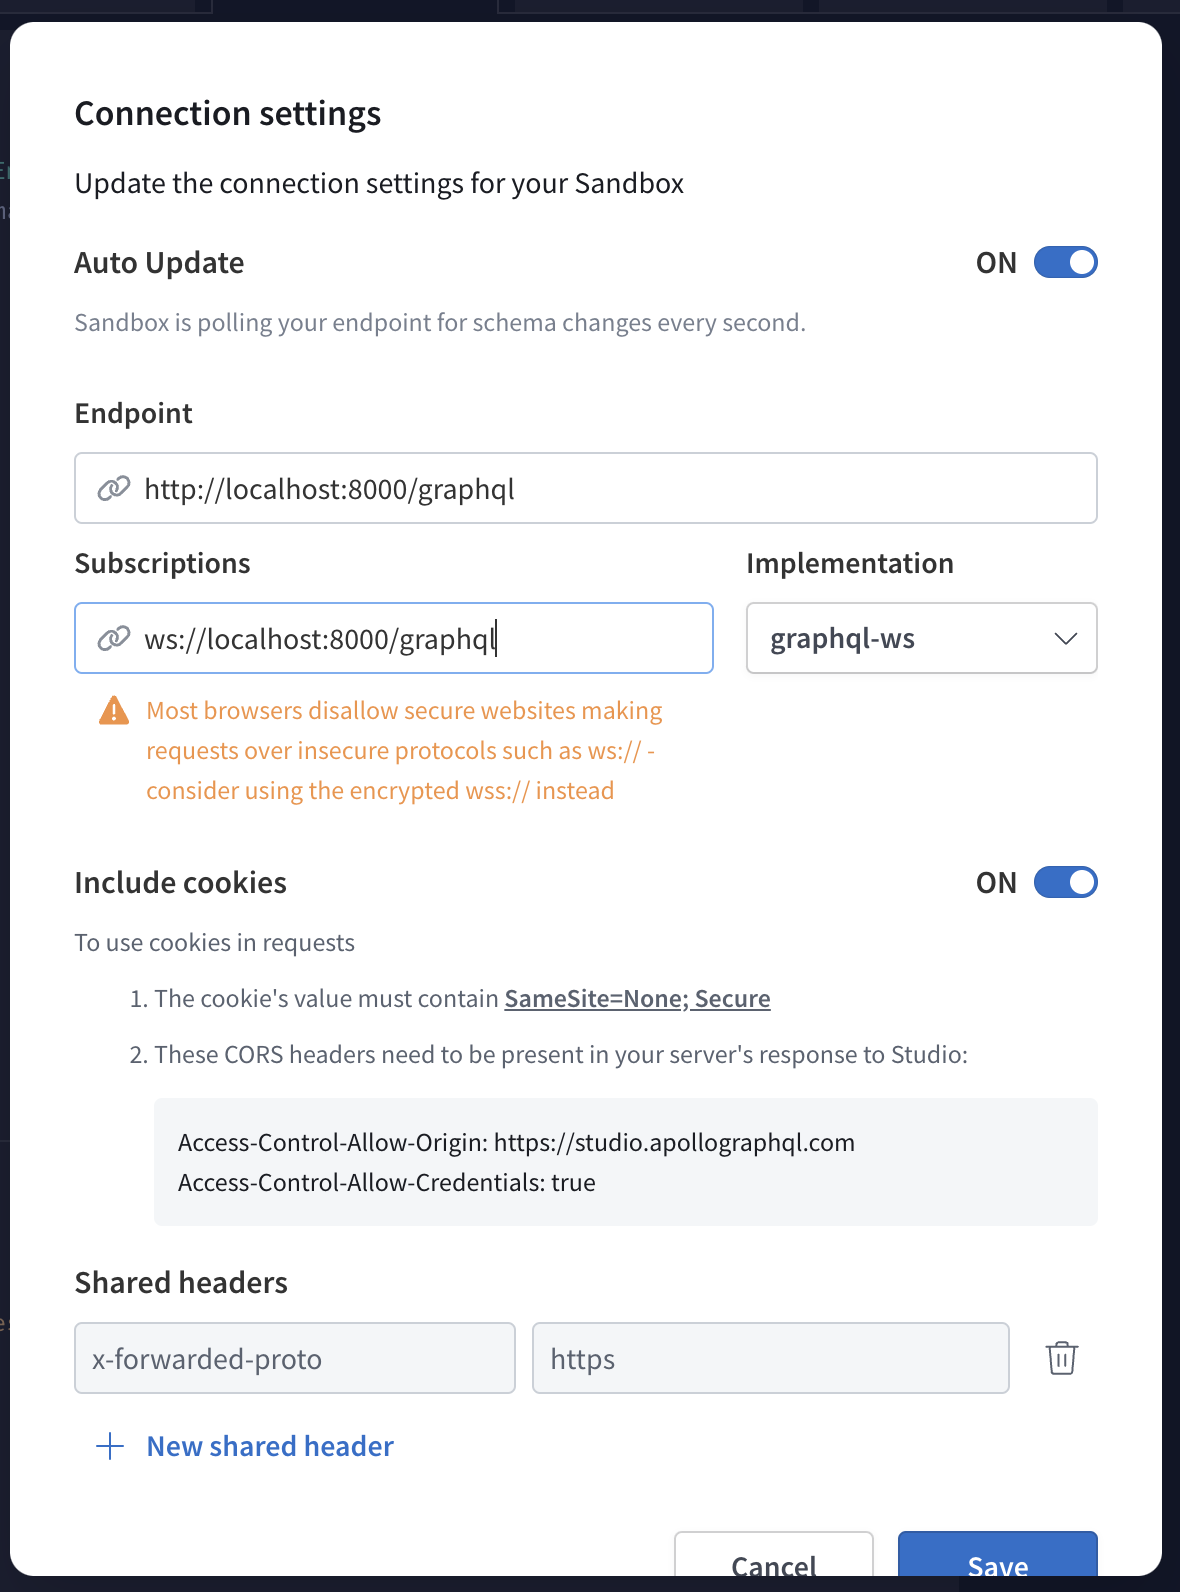 Connection settings
Update the connection settings for your Sandbox
Auto Update
ON
Sandbox is polling your endpoint for schema changes every second.
Endpoint
http://localhost:8000/graphql
Subscriptions
Implementation
ws://localhost:8000/graphql
graphql-ws
Most browsers disallow secure websites making
requests over insecure protocols such as ws:// -
consider using the encrypted wss:// instead
Include cookies
ON
To use cookies in requests
1. The cookie's value must contain SameSite=None; Secure
2. These CORS headers need to be present in your server's response to Studio:
Access-Control-Allow-Origin: https://studio.apollographql.com
Access-Control-Allow-Credentials: true
Shared headers
x-forwarded-proto
https
New shared header
Cancel
Save